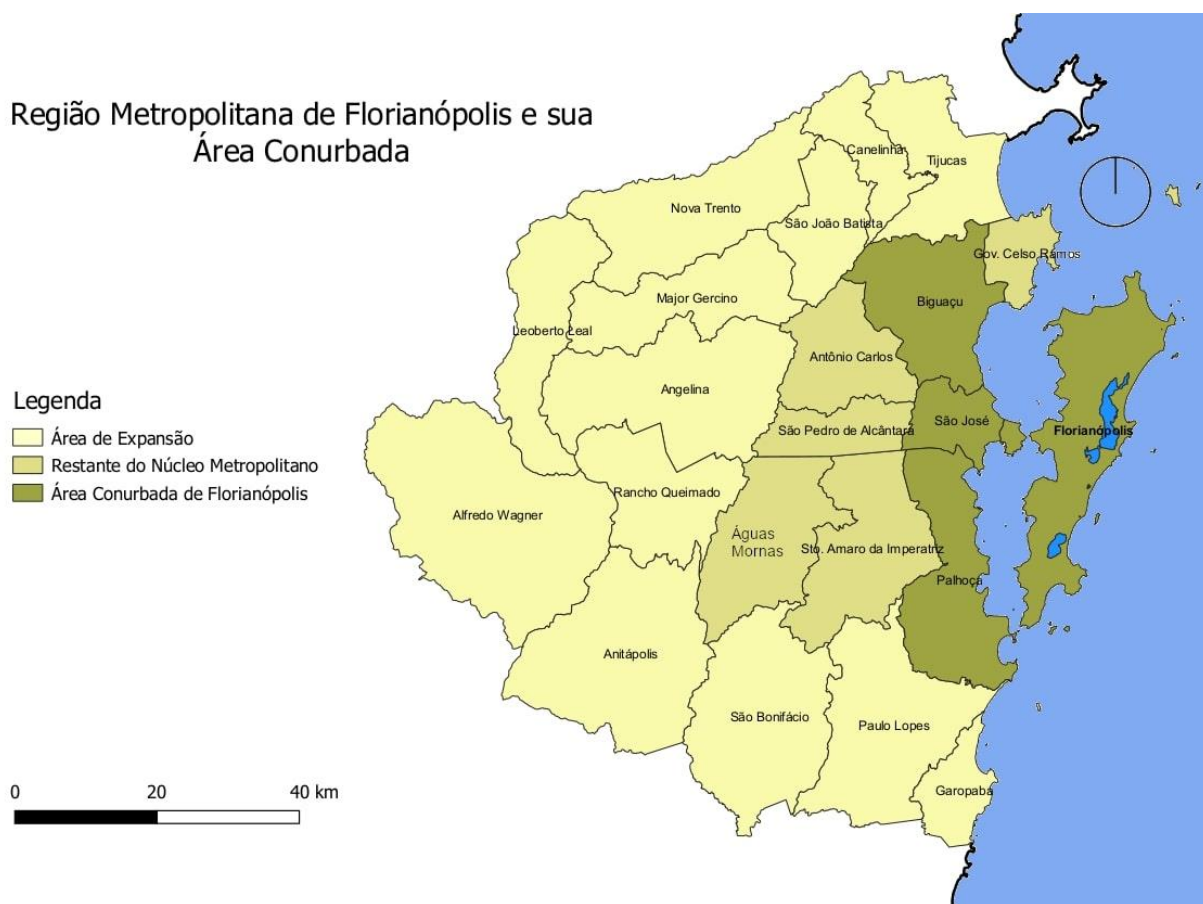 Região Metropolitana de Florianópolis e sua
Área Conurbada
Canelinha
Tijucas
Nova Trento
São João Batista
Gov. Celso Ramos
Major Gercino
Biguaçu
Leoberto Leal
Antônio Carlos
Angelina
Legenda
Área de Expansão
Restante do Núcleo Metropolitano
Área Conurbada de Florianópolis
São José
São Pedro de Alcântara
Florianópolis
Rancho Queimado
Alfredo Wagner
Águas
Mornas
Sto. Amaro da Imperatriz
Palhoça
Anitápolis
São Bonifácio
Paulo Lopes
Garopaba
0 20 40 km